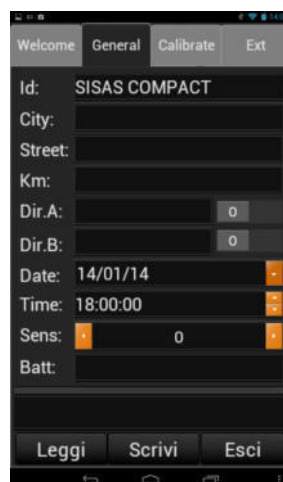 Welcome General Calibrate Ext
Id: SISAS COMPACT
City:
Street:
Km:
Dir.A: 0
Dir.B: 0
Date: 14/01/14
Time: 18:00:00
Sens: 0
Batt:
Leggi Scrivi Esci